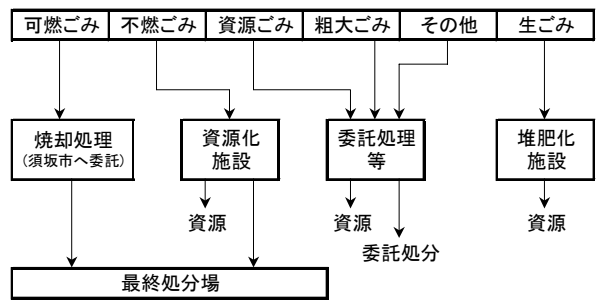 可燃ごみ 不燃ごみ 資源ごみ 粗大ごみ その他 生ごみ
焼却処理
(須坂市へ委託)
資源化
施設
委託処理
等
堆肥化
施設
資源
資源
資源
委託処分
最終処分場